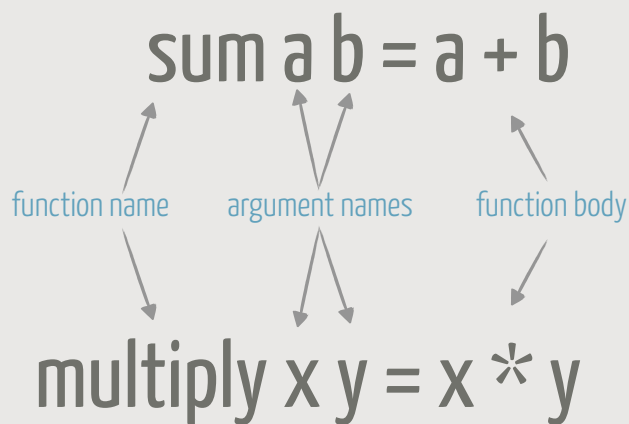 sum a b = a + b
function name argument names function body
multiply x y = x * y